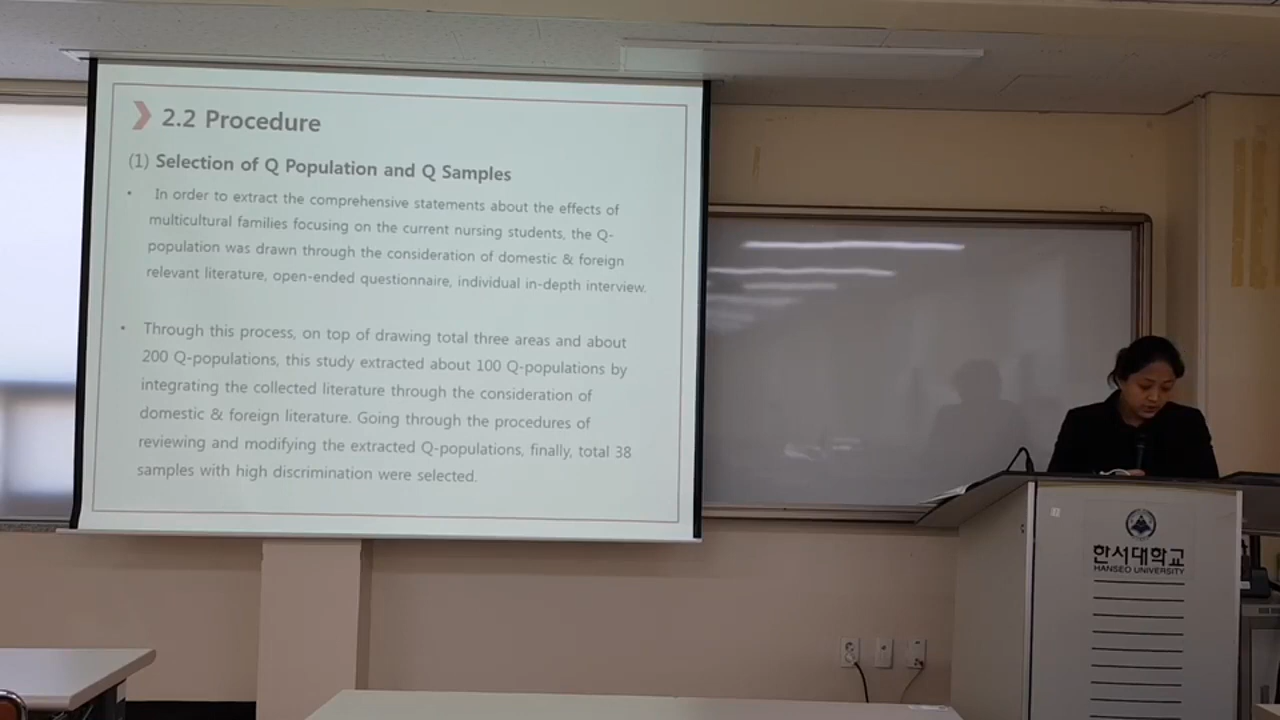 2.2 Procedure
(1) Selection of Q Population and Q Samples
• In order to extract the comprehensive statements about the effects of
multicultural families focusing on the current nursing students, the Q-
population was drawn through the consideration of domestic & foreign
relevant literature, open-ended questionnaire, individual in-depth interview.
• Through this process, on top of drawing total three areas and about
200 Q-populations, this study extracted about 100 Q-populations by
integrating the collected literature through the consideration of
domestic & foreign literature. Going through the procedures of
reviewing and modifying the extracted Q-populations, finally, total 38
samples with high discrimination were selected.
한서대학교
HANSEO UNIVERSITY